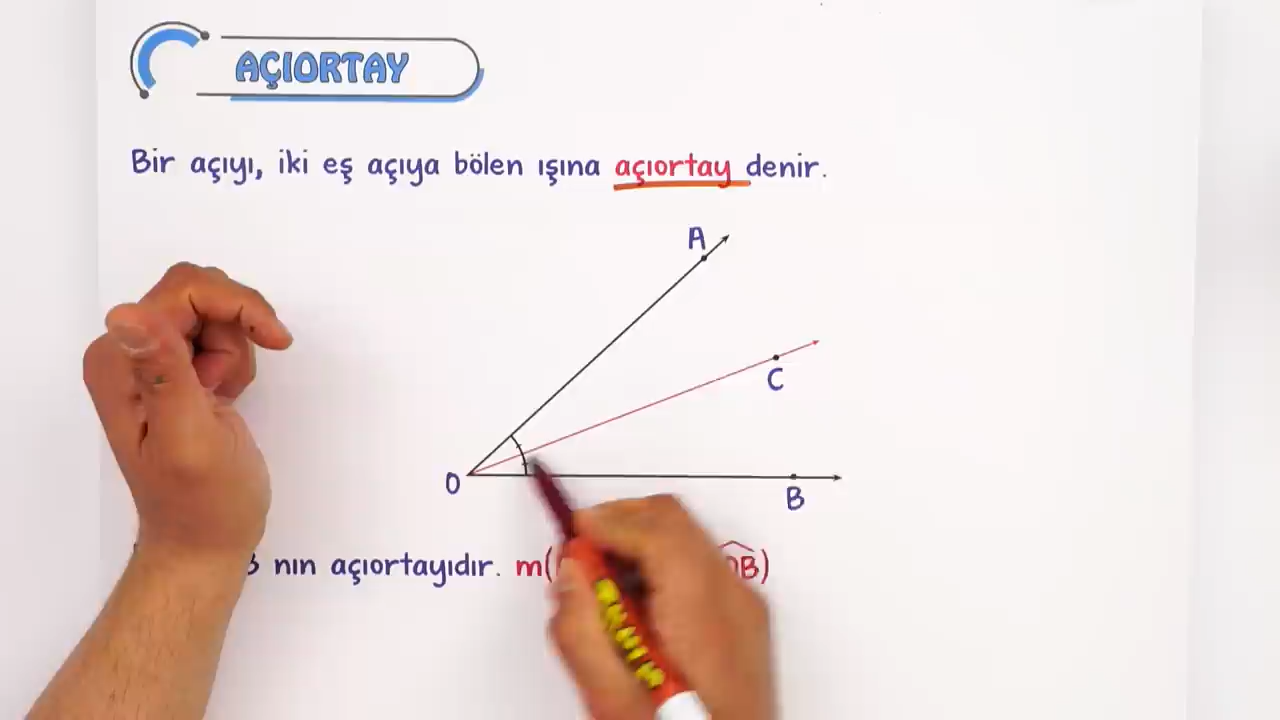 AÇIORTAY
Bir açıyı, iki eş açıya bölen ışına açıortay denir.
A
C
O
B
nın açıortayıdır. m( B)